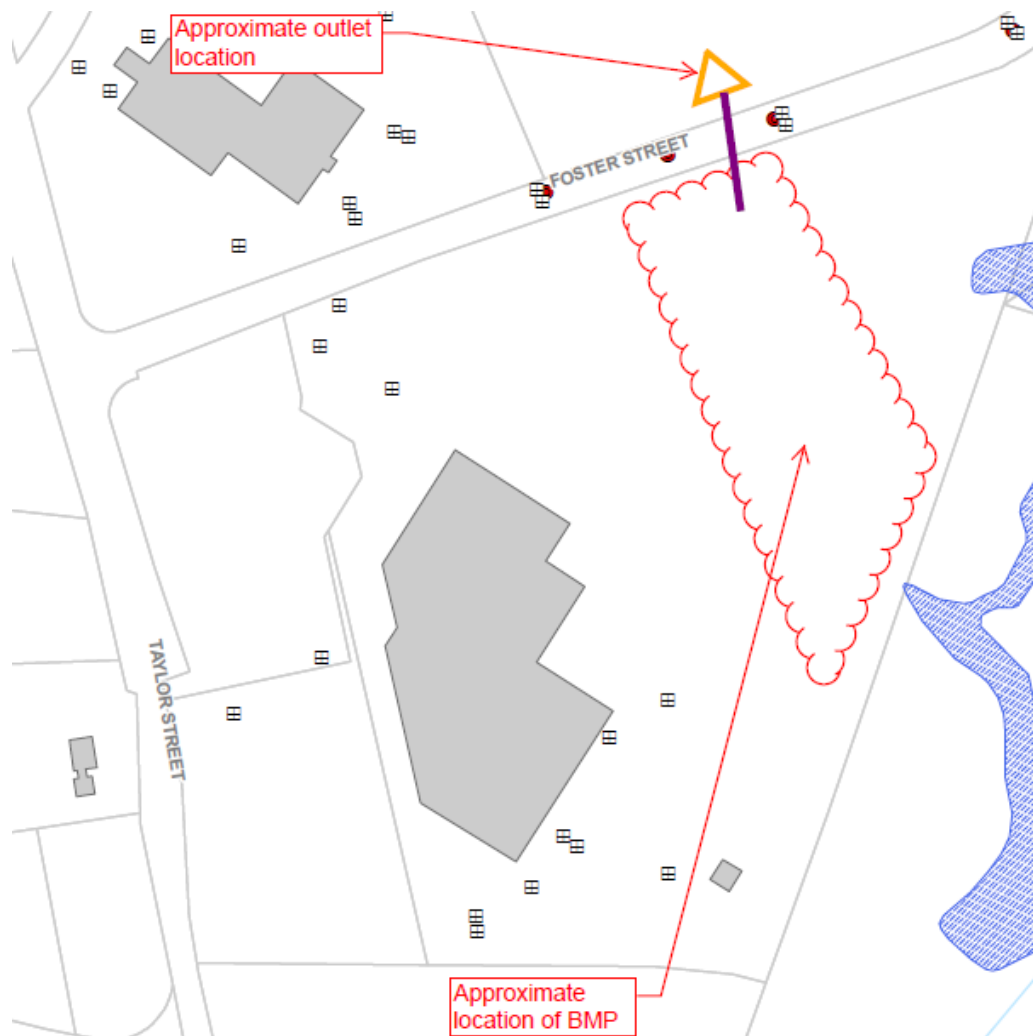 Approximate outlet
location
FOSTER STREET
TAYLOR STREET
Approximate
location of BMP